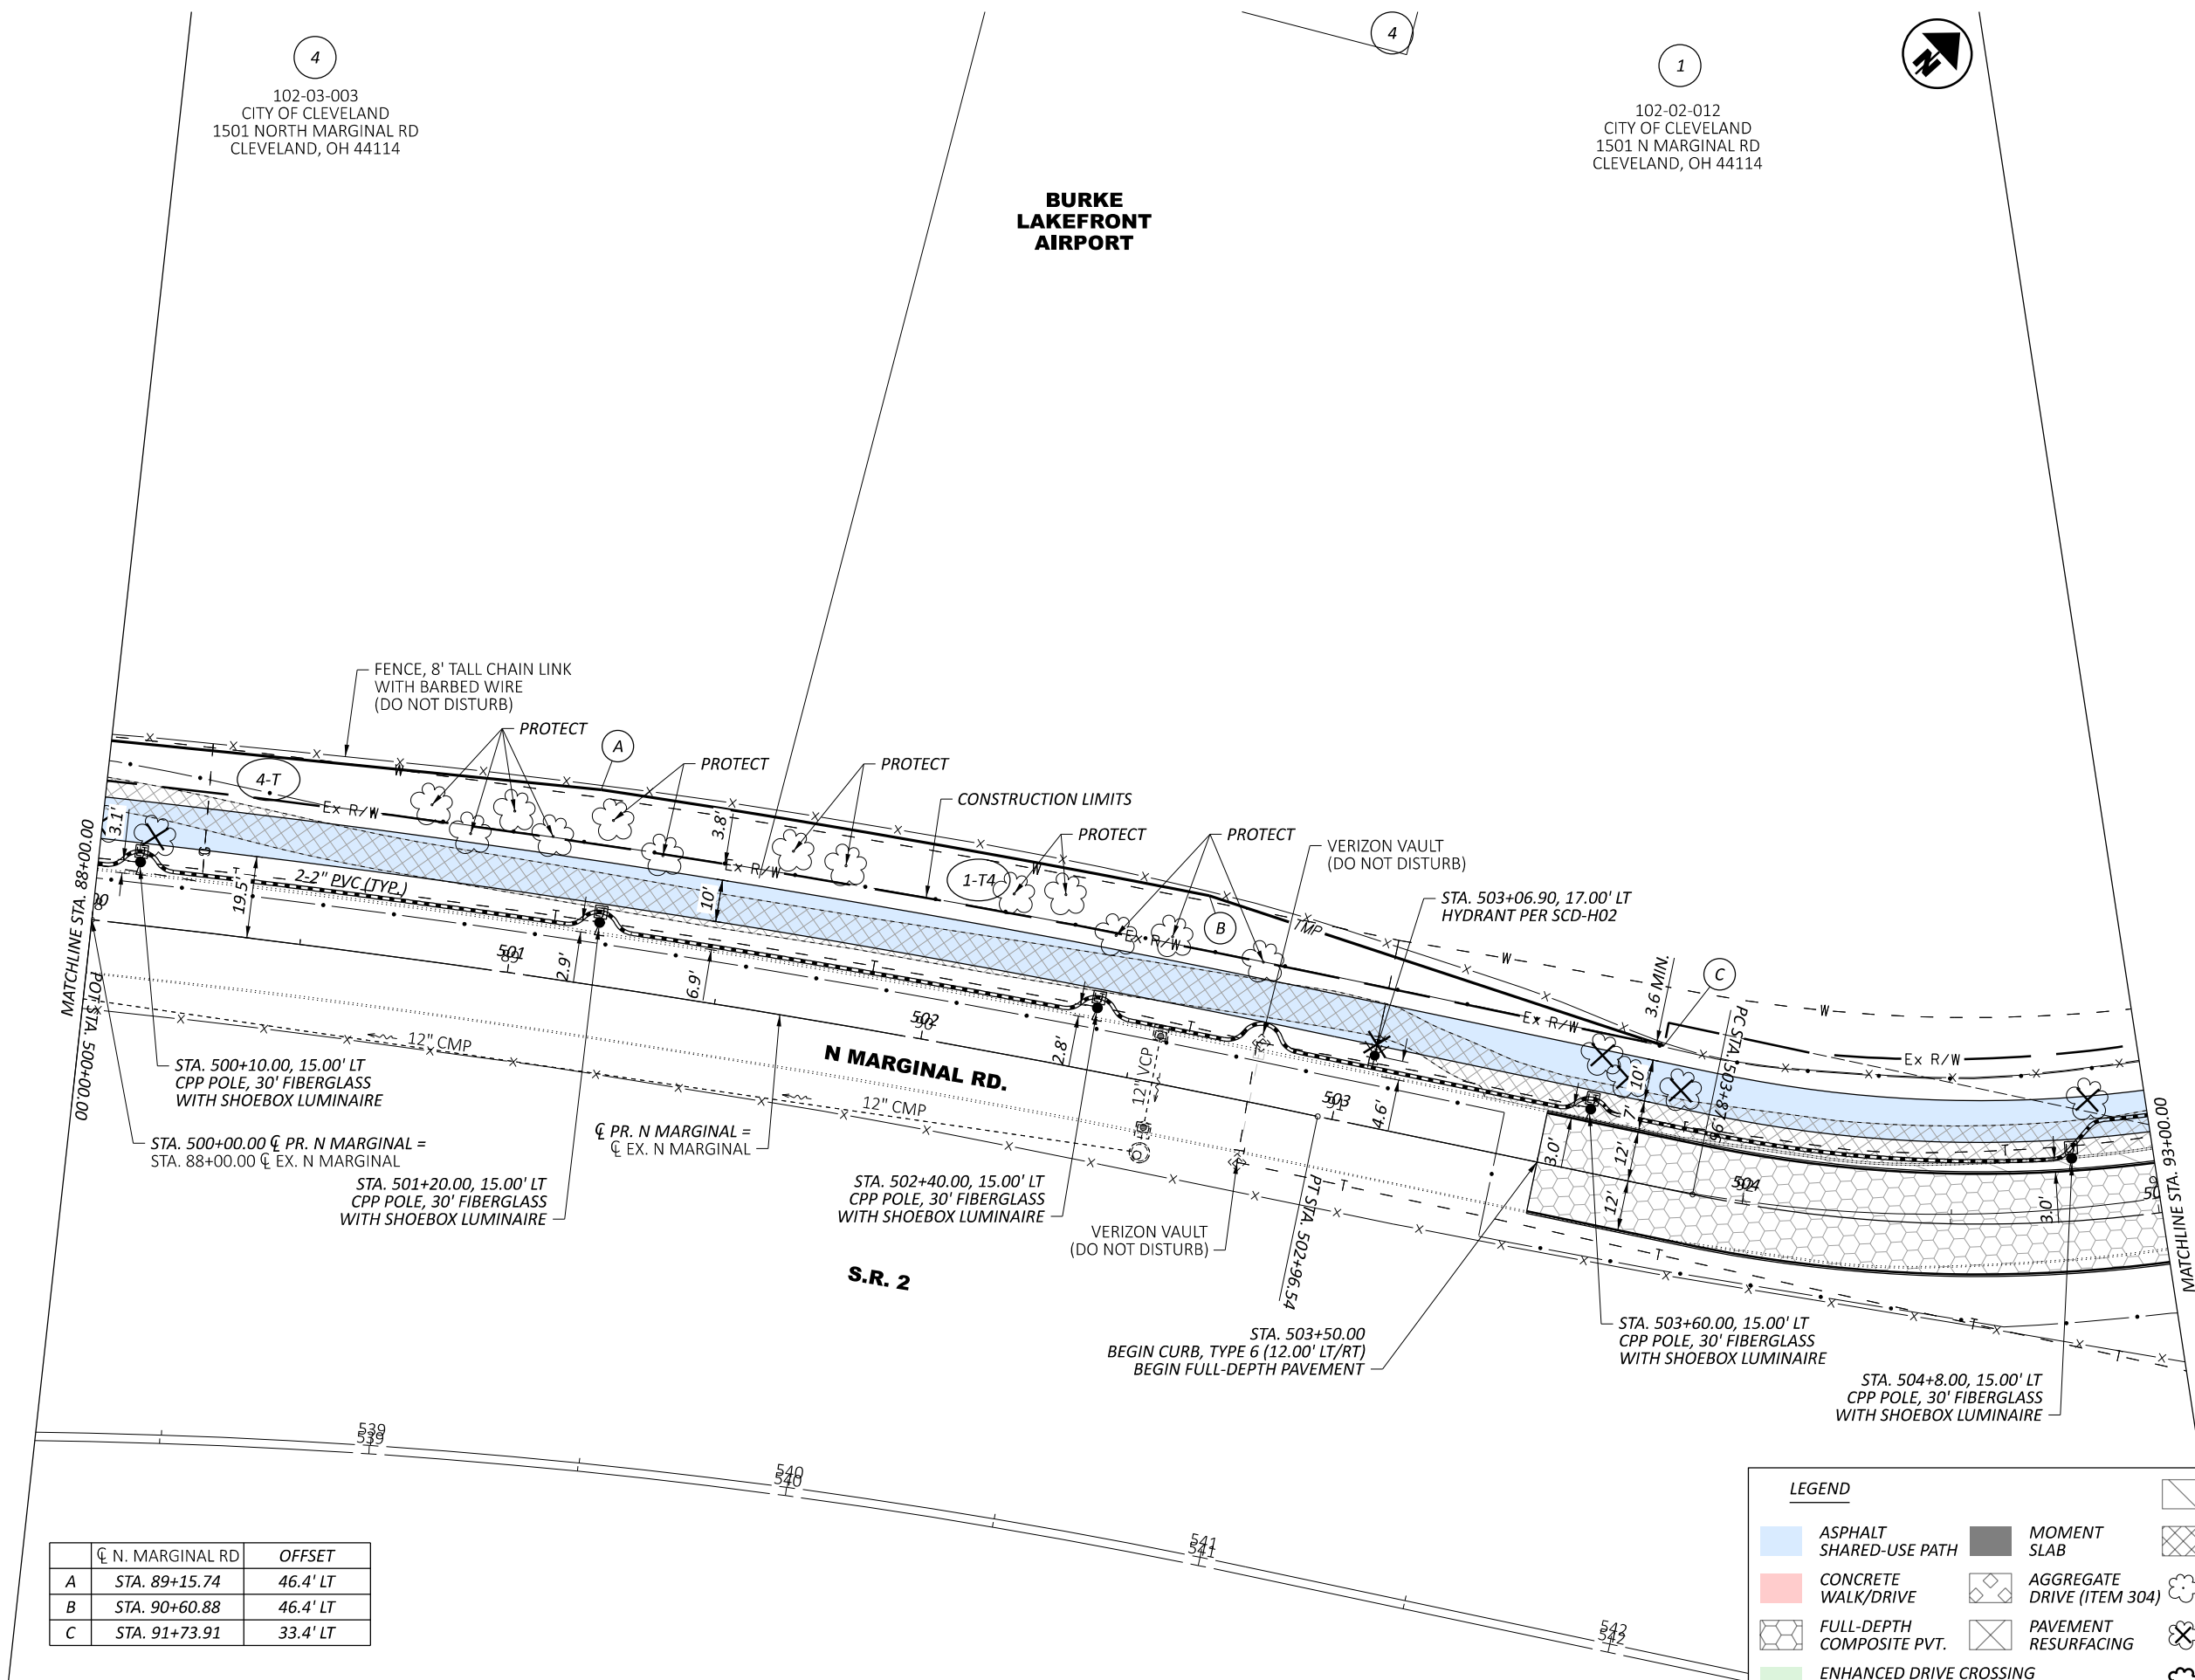 4
102-03-003
CITY OF CLEVELAND
1501 NORTH MARGINAL RD
CLEVELAND, OH 44114
4
1
102-02-012
CITY OF CLEVELAND
1501 N MARGINAL RD
CLEVELAND, OH 44114
N
BURKE
LAKEFRONT
AIRPORT
FENCE, 8' TALL CHAIN LINK
WITH BARBED WIRE
(DO NOT DISTURB)
PROTECT
A
PROTECT
PROTECT
CONSTRUCTION LIMITS
PROTECT
PROTECT
VERIZON VAULT
(DO NOT DISTURB)
STA. 503+06.90, 17.00' LT
HYDRANT PER SCD-H02
4-T
Ex R/W
3.8'
Ex R/W
1-T4
B
Ex R/W
TMP
C
3.6 MIN.
Ex R/W
Ex R/W
W
W
W
W
MATCHLINE STA. 88+00.00
POT STA. 500+00.00
3.1'
19.5'
2-2" PVC (TYP.)
10'
501
89
2.9'
6.9'
502
90
2.8'
12" VCP
503
91
4.6'
3.0'
10'
7'
12'
12'
PC STA. 503+87.96
504
92
3.0'
MATCHLINE STA. 93+00.00
12" CMP
12" CMP
N MARGINAL RD.
STA. 500+10.00, 15.00' LT
CPP POLE, 30' FIBERGLASS
WITH SHOEBOX LUMINAIRE
STA. 500+00.00 ℄ PR. N MARGINAL =
STA. 88+00.00 ℄ EX. N MARGINAL
℄ PR. N MARGINAL =
℄ EX. N MARGINAL
STA. 501+20.00, 15.00' LT
CPP POLE, 30' FIBERGLASS
WITH SHOEBOX LUMINAIRE
STA. 502+40.00, 15.00' LT
CPP POLE, 30' FIBERGLASS
WITH SHOEBOX LUMINAIRE
VERIZON VAULT
(DO NOT DISTURB)
PT STA. 502+96.54
S.R. 2
STA. 503+50.00
BEGIN CURB, TYPE 6 (12.00' LT/RT)
BEGIN FULL-DEPTH PAVEMENT
STA. 503+60.00, 15.00' LT
CPP POLE, 30' FIBERGLASS
WITH SHOEBOX LUMINAIRE
STA. 504+8.00, 15.00' LT
CPP POLE, 30' FIBERGLASS
WITH SHOEBOX LUMINAIRE
539
539
540
540
541
541
542
542
℄ N. MARGINAL RD OFFSET
A STA. 89+15.74 46.4' LT
B STA. 90+60.88 46.4' LT
C STA. 91+73.91 33.4' LT
LEGEND
ASPHALT
SHARED-USE PATH
MOMENT
SLAB
CONCRETE
WALK/DRIVE
AGGREGATE
DRIVE (ITEM 304)
FULL-DEPTH
COMPOSITE PVT.
PAVEMENT
RESURFACING
ENHANCED DRIVE CROSSING